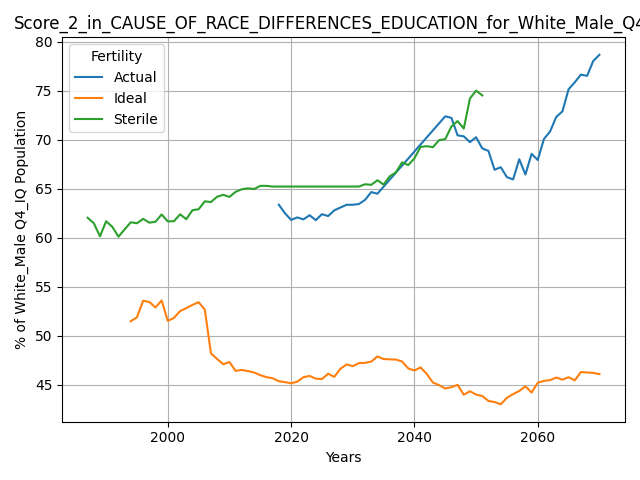 Score_2_in_CAUSE_OF_RACE_DIFFERENCES_EDUCATION_for_White_Male_Q4
Fertility
Actual
Ideal
Sterile
% of White_Male Q4_IQ Population
80
75
70
65
60
55
50
45
2000
2020
2040
2060
Years